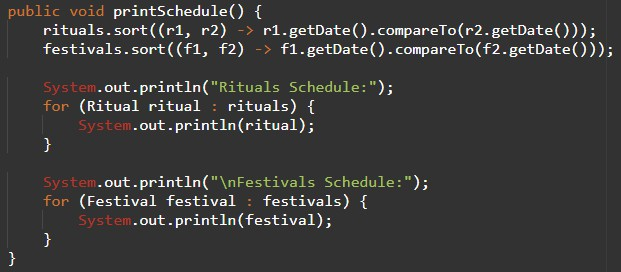 public void printSchedule() {
    rituals.sort((r1, r2) -> r1.getDate().compareTo(r2.getDate()));
    festivals.sort((f1, f2) -> f1.getDate().compareTo(f2.getDate()));

    System.out.println("Rituals Schedule:");
    for (Ritual ritual : rituals) {
        System.out.println(ritual);
    }

    System.out.println("\nFestivals Schedule:");
    for (Festival festival : festivals) {
        System.out.println(festival);
    }
}